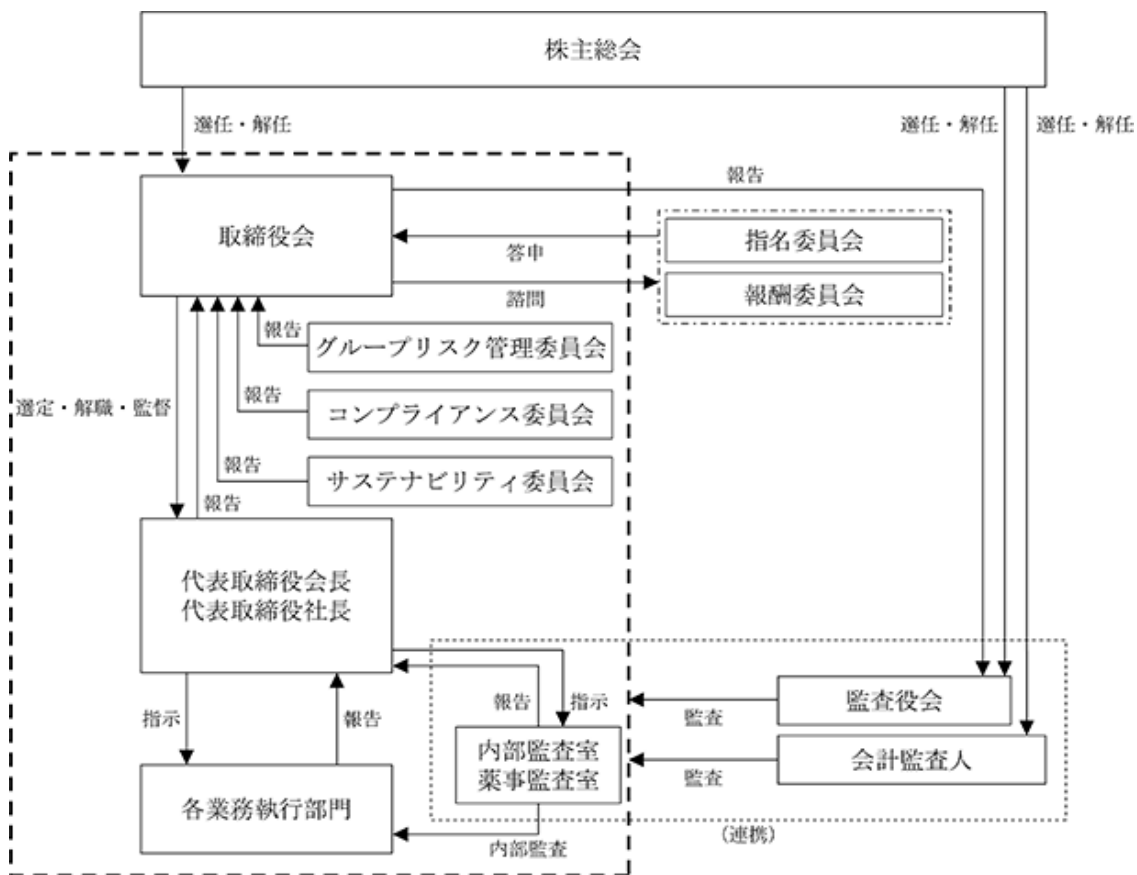 株主総会
選任・解任
選任・解任
選任・解任
報告
取締役会
指名委員会
答申
報酬委員会
諮問
報告
グループリスク管理委員会
報告
コンプライアンス委員会
選定・解職・監督
報告
サステナビリティ委員会
報告
代表取締役会長
代表取締役社長
指示
報告
報告
指示
監査役会
監査
内部監査室
薬事監査室
会計監査人
監査
各業務執行部門
内部監査
(連携)